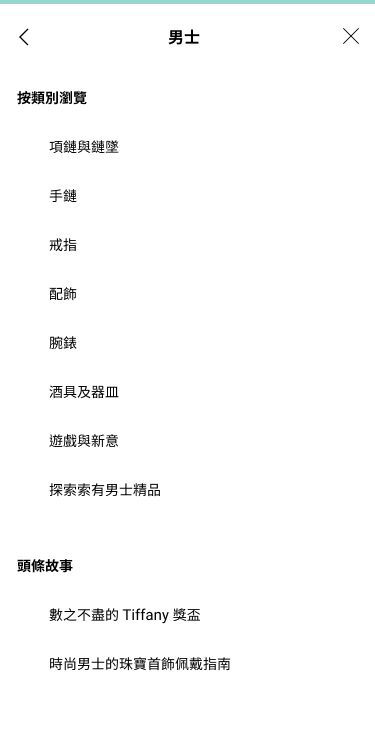 男士
按類別瀏覽
項鏈與鏈墜
手鏈
戒指
配飾
腕錶
酒具及器皿
遊戲與新意
探索索有男士精品
頭條故事
數之不盡的 Tiffany 獎盃
時尚男士的珠寶首飾佩戴指南